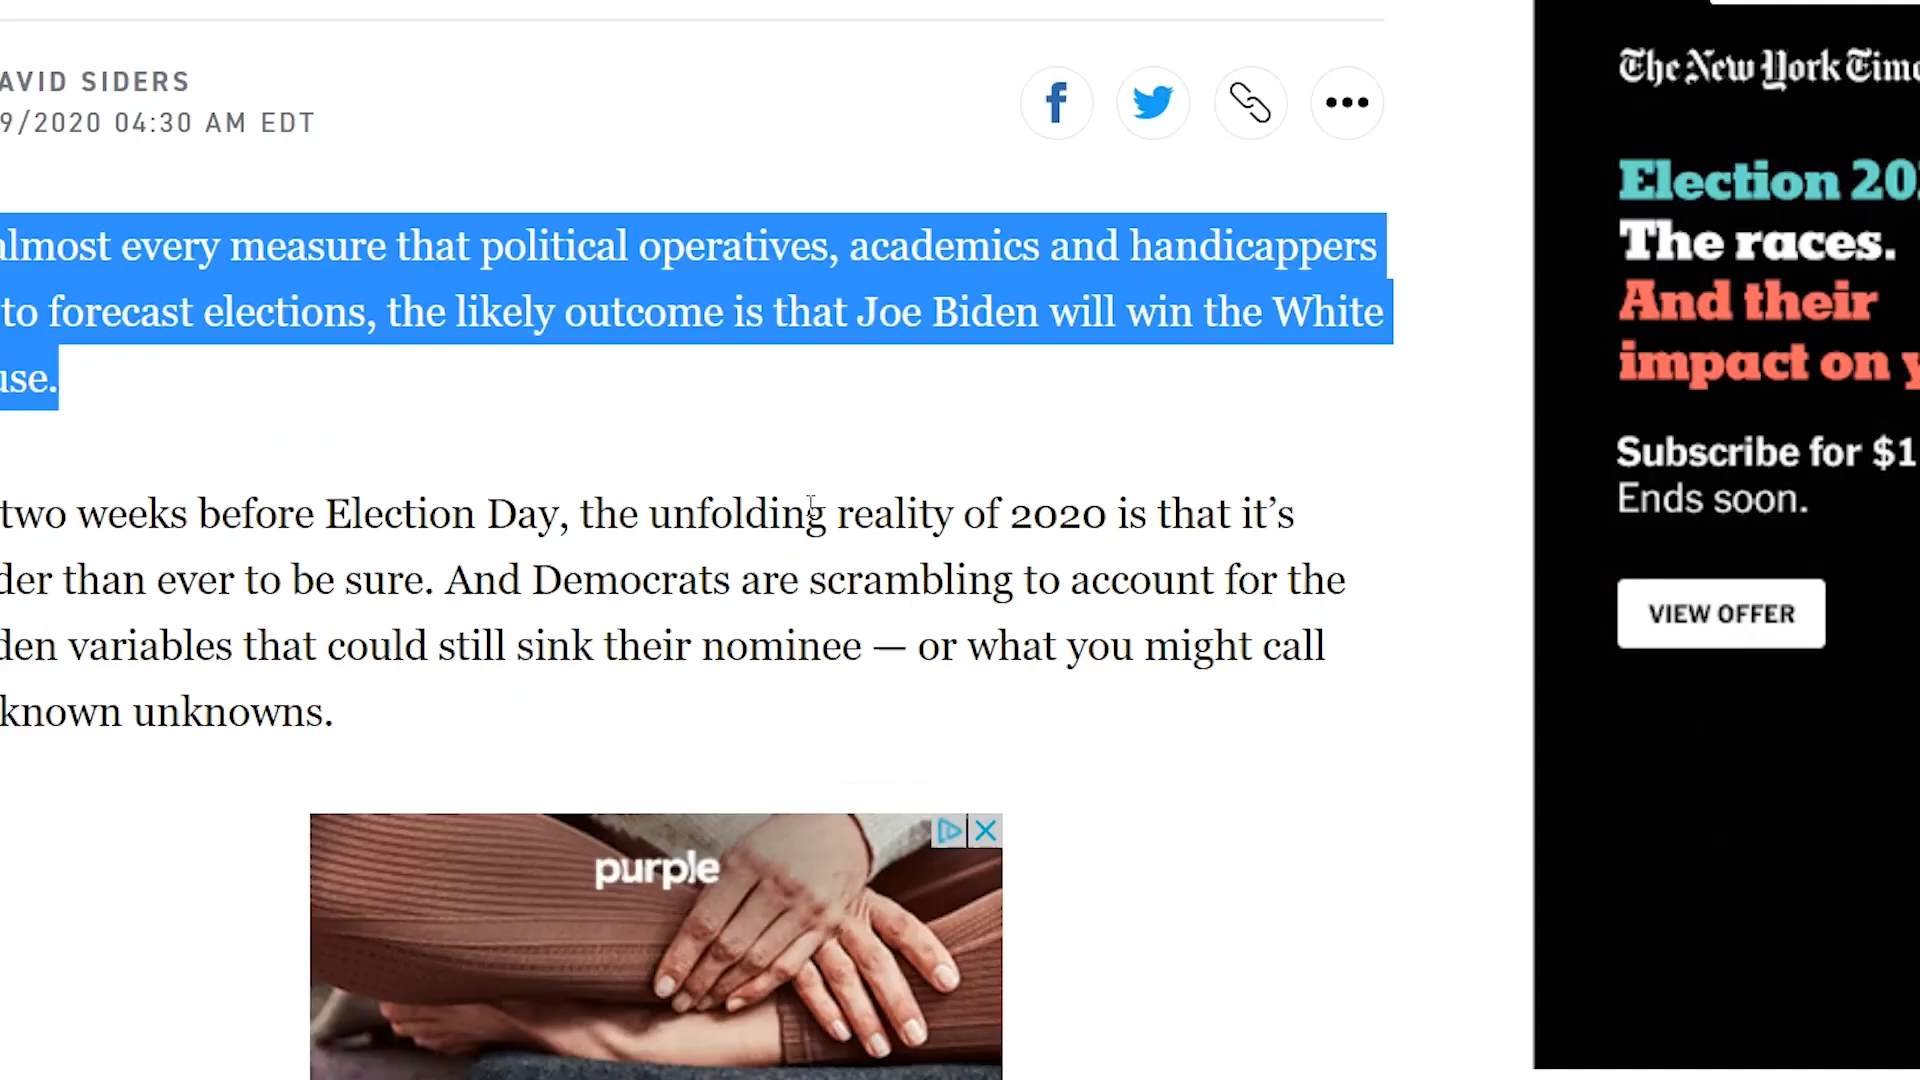 AVID SIDERS
9/2020 04:30 AM EDT
almost every measure that political operatives, academics and handicappers
to forecast elections, the likely outcome is that Joe Biden will win the White
use.
two weeks before Election Day, the unfolding reality of 2020 is that it’s
der than ever to be sure. And Democrats are scrambling to account for the
den variables that could still sink their nominee — or what you might call
known unknowns.
purple
The New York Time
Election 20
The races.
And their
impact on y
Subscribe for $1
Ends soon.
VIEW OFFER